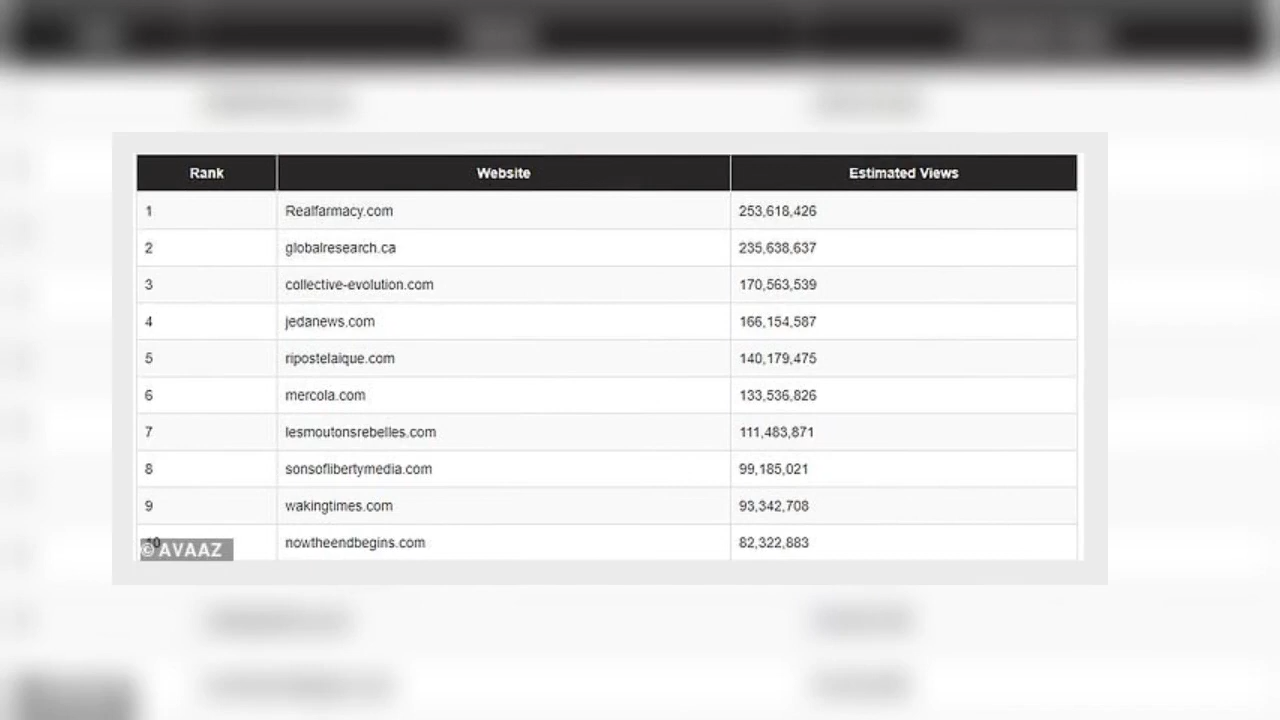 Rank Website Estimated Views
1 Realfarmacy.com 253,618,426
2 globalresearch.ca 235,638,637
3 collective-evolution.com 170,563,539
4 jedanews.com 166,154,587
5 ripostelaique.com 140,179,475
6 mercola.com 133,536,826
7 lesmoutonsrebelles.com 111,483,871
8 sonsoflibertymedia.com 99,185,021
9 wakingtimes.com 93,342,708
10 nowtheendbegins.com 82,322,883
© AVAAZ